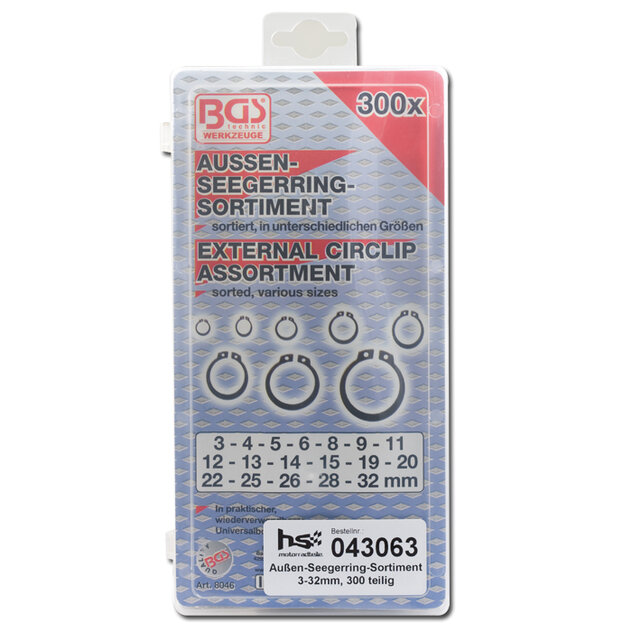 BGS
technic
WERKZEUGE
300x
AUSSEN-
SEEGERRING-
SORTIMENT
sortiert, in unterschiedlichen Größen
EXTERNAL CIRCLIP
ASSORTMENT
sorted, various sizes
3 - 4 - 5 - 6 - 8 - 9 - 11
12 - 13 - 14 - 15 - 19 - 20
22 - 25 - 26 - 28 - 32 mm
In praktischer,
BGS
Art. 8046
hs
motorradteile.
Bestellnr.
043063
Außen-Seegerring-Sortiment
3-32mm, 300 teilig